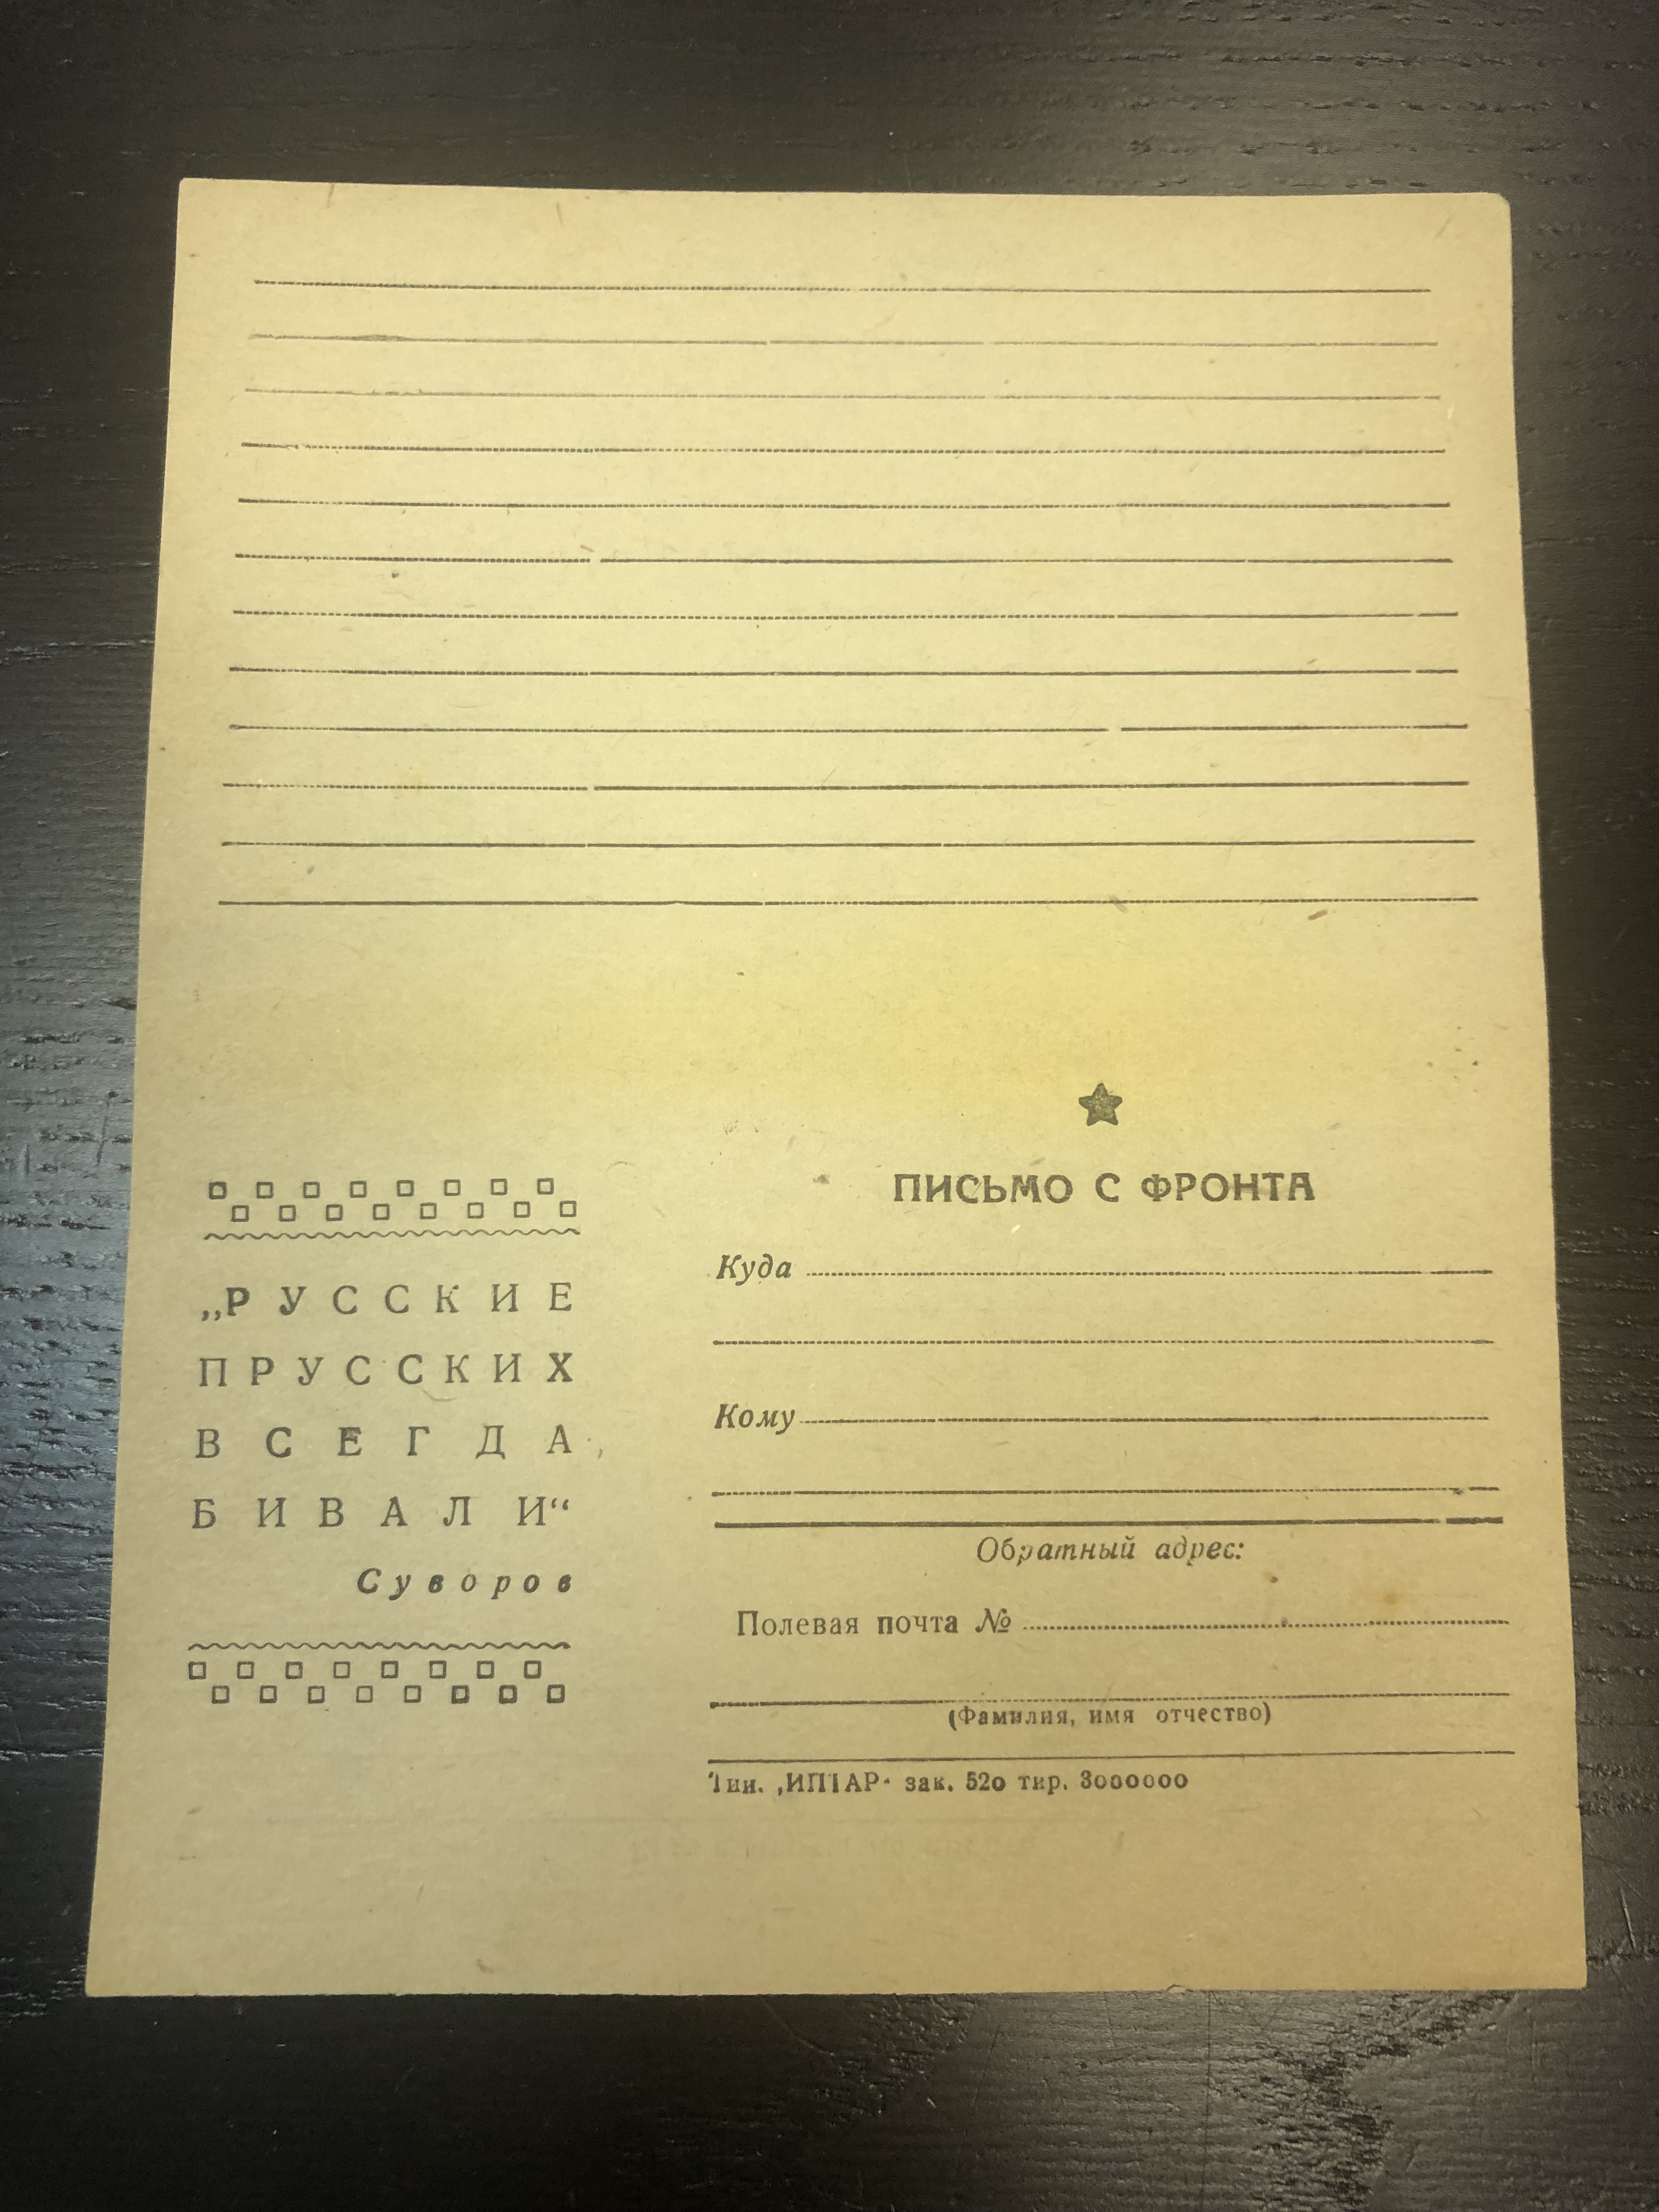 ПИСЬМО С ФРОНТА
„РУССКИЕ
ПРУССКИХ
ВСЕГДА
БИВАЛИ“
Суворов
Куда
Кому
Обратный адрес:
Полевая почта №
(Фамилия, имя отчество)
Тип. „ИПТАР“ зак. 520 тир. 3000000